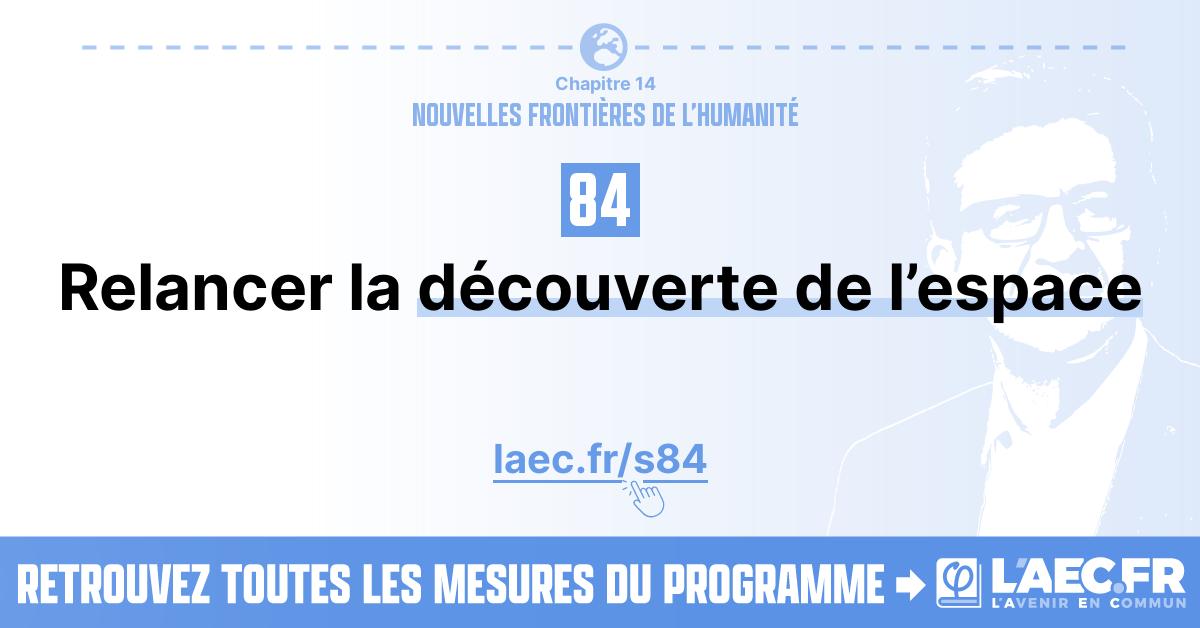 Chapitre 14
NOUVELLES FRONTIÈRES DE L’HUMANITÉ
84
Relancer la découverte de l’espace
laec.fr/s84
RETROUVEZ TOUTES LES MESURES DU PROGRAMME
φ
L'AEC.FR
L'AVENIR EN COMMUN